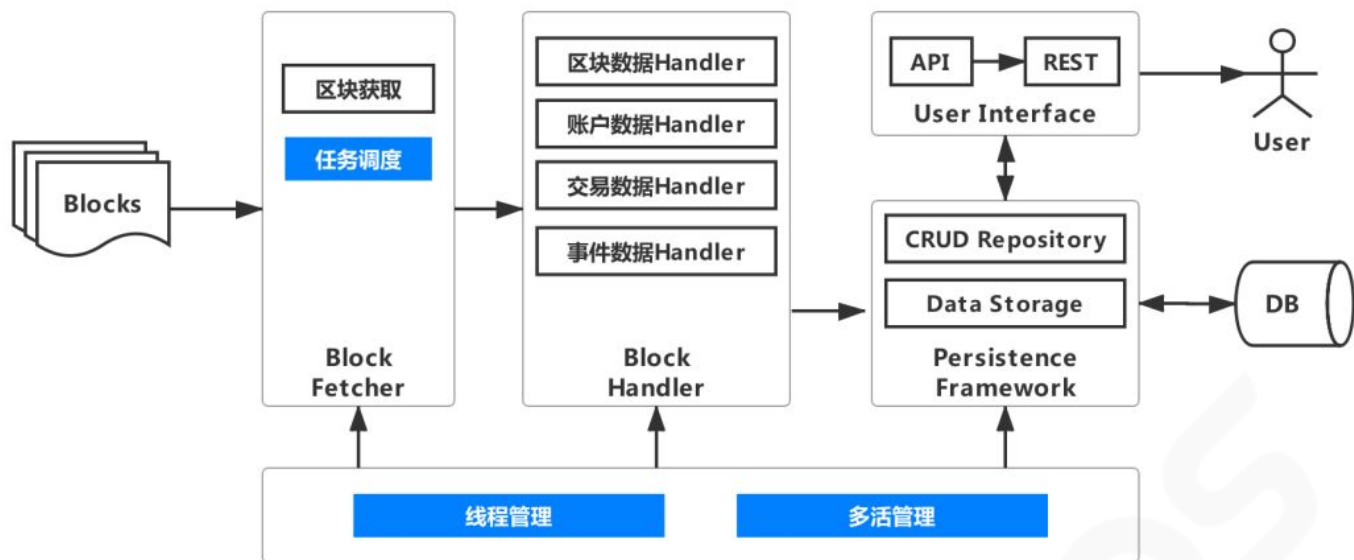 Blocks
区块获取
任务调度
Block
Fetcher
区块数据Handler
账户数据Handler
交易数据Handler
事件数据Handler
Block
Handler
API
REST
User Interface
User
CRUD Repository
Data Storage
Persistence
Framework
DB
线程管理
多活管理